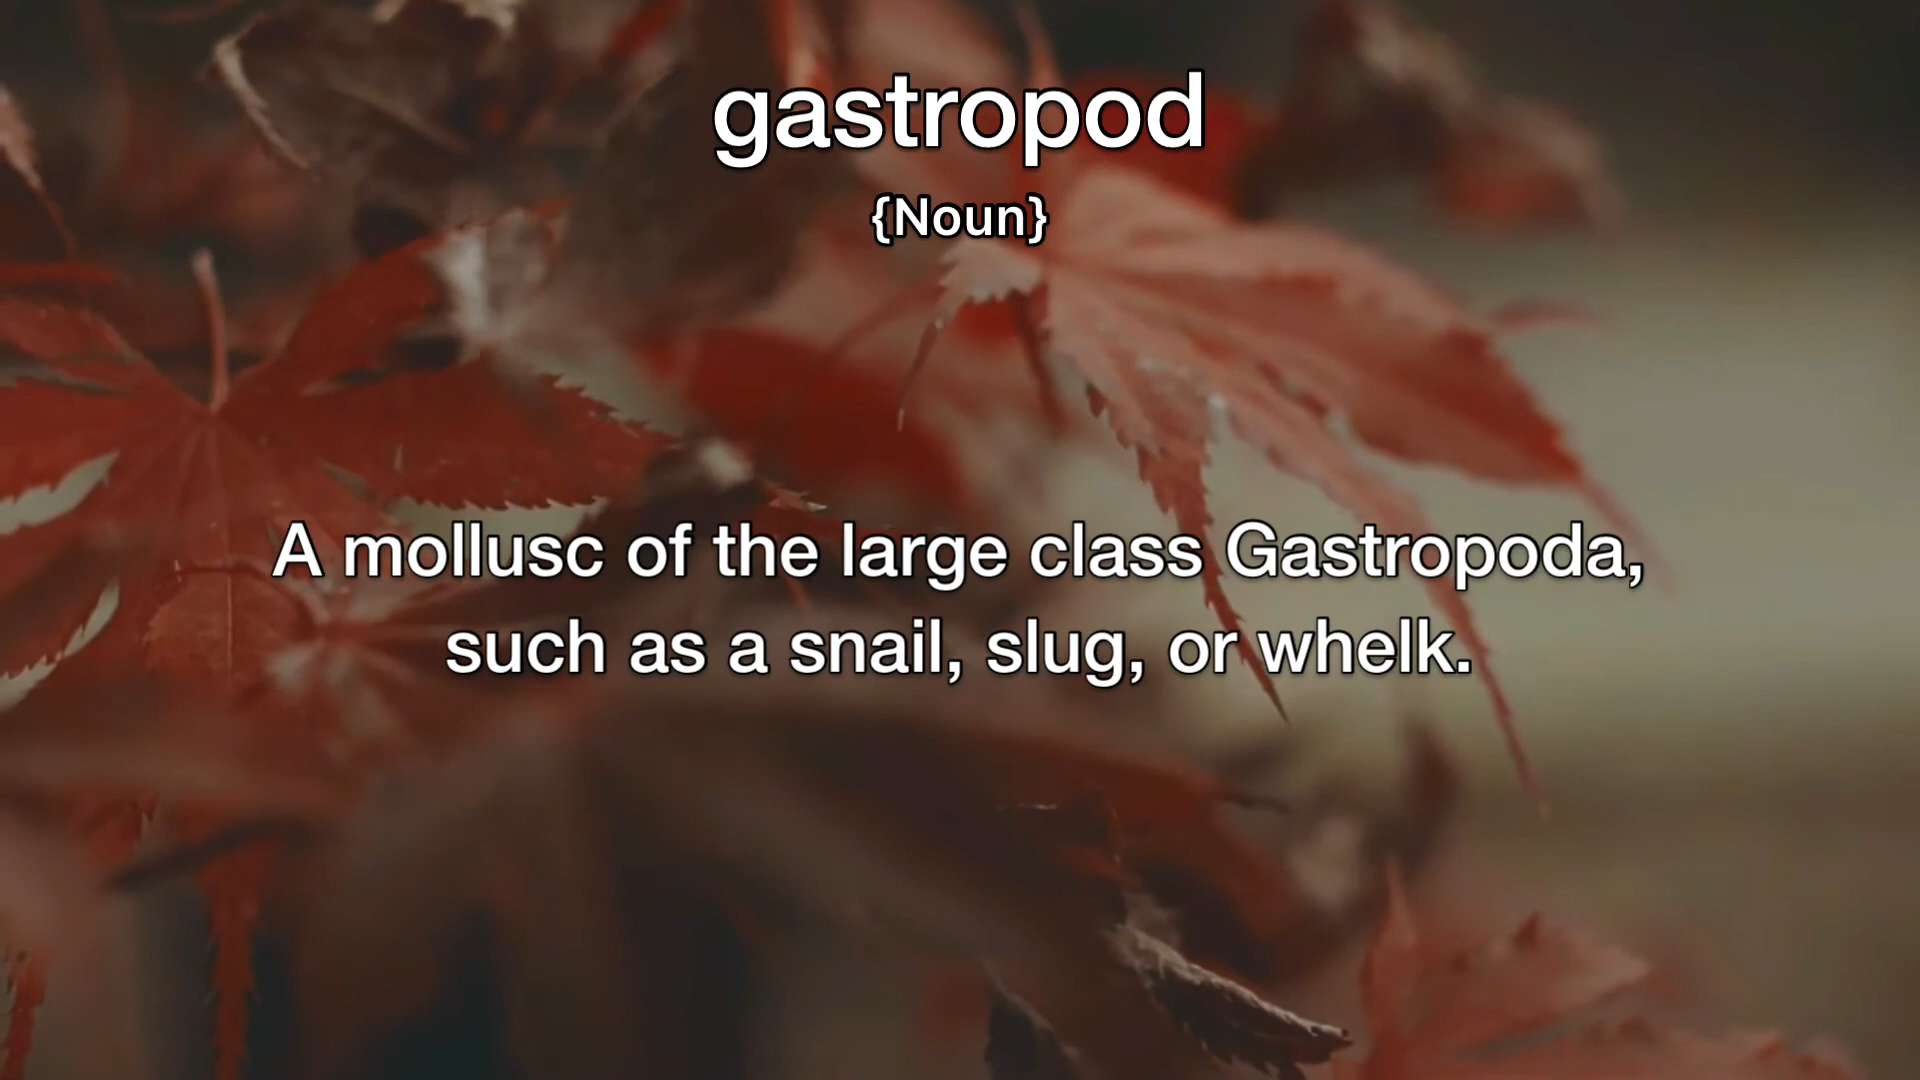 gastropod
{Noun}
A mollusc of the large class Gastropoda,
such as a snail, slug, or whelk.